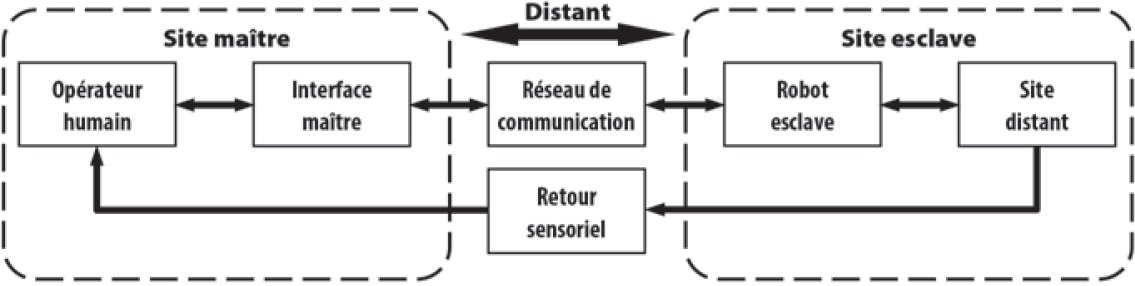 Distant
Site maître
Site esclave
Opérateur
humain
Interface
maître
Réseau de
communication
Robot
esclave
Site
distant
Retour
sensoriel